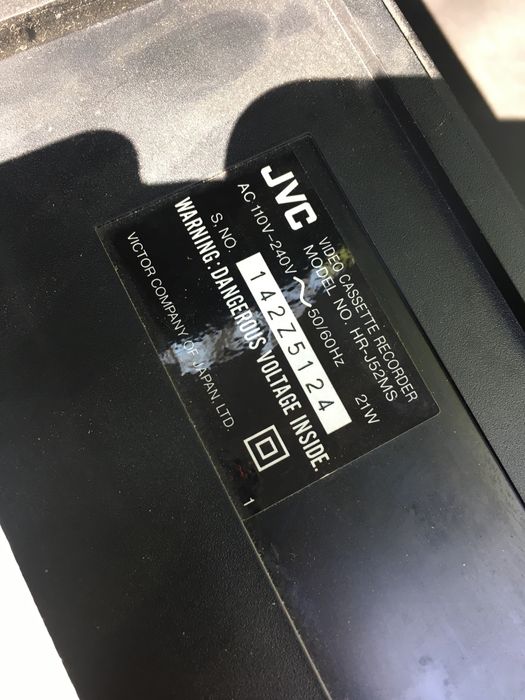 JVC
VIDEO CASSETTE RECORDER
MODEL NO. HR-J52MS
AC 110V-240V ~ 50/60Hz 21W
S. NO. 142Z5124
WARNING: DANGEROUS VOLTAGE INSIDE.
VICTOR COMPANY OF JAPAN, LTD.
1